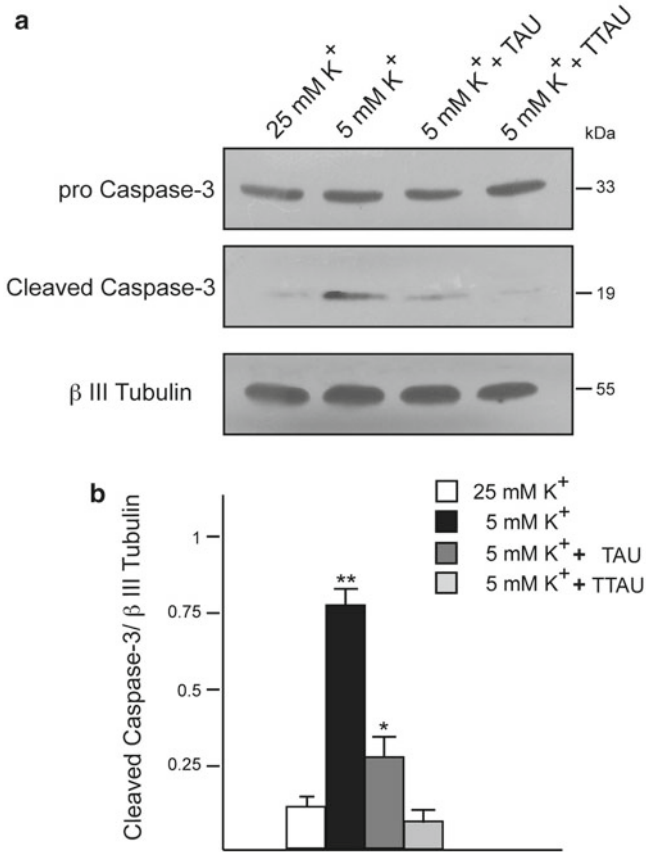 a
25 mM K+
5 mM K+
5 mM K+ + TAU
5 mM K+ + TTAU
kDa
pro Caspase-3
33
Cleaved Caspase-3
19
β III Tubulin
55
b
Cleaved Caspase-3/ β III Tubulin
1
0.75
0.5
0.25
**
*
25 mM K+
5 mM K+
5 mM K+ + TAU
5 mM K+ + TTAU